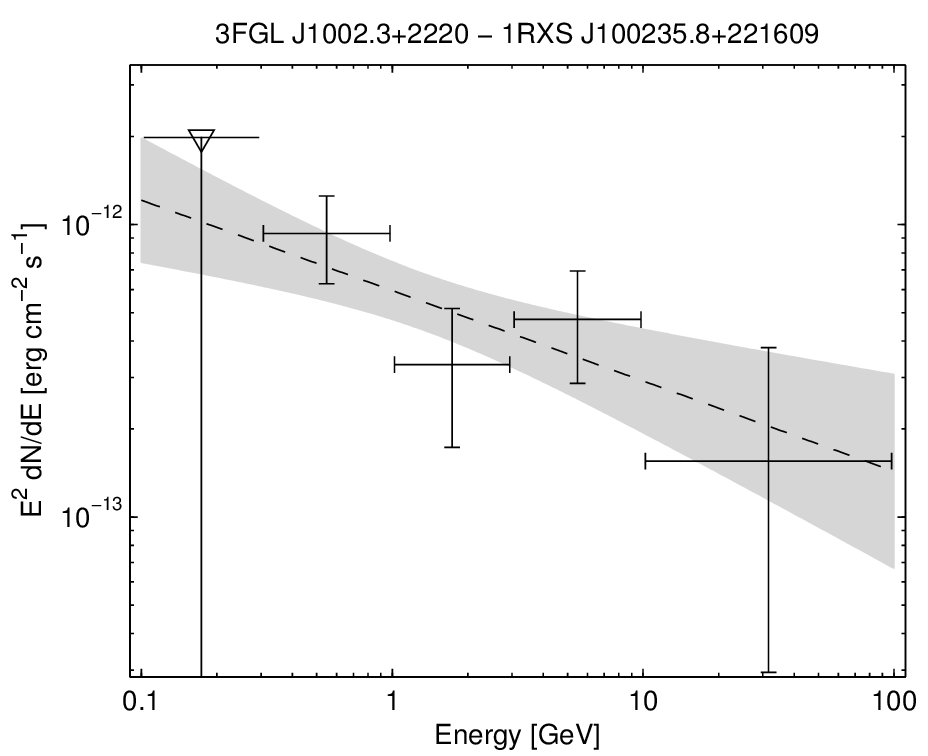 3FGL J1002.3+2220 − 1RXS J100235.8+221609
E² dN/dE [erg cm⁻² s⁻¹]
10⁻¹²
10⁻¹³
0.1 1 10 100
Energy [GeV]